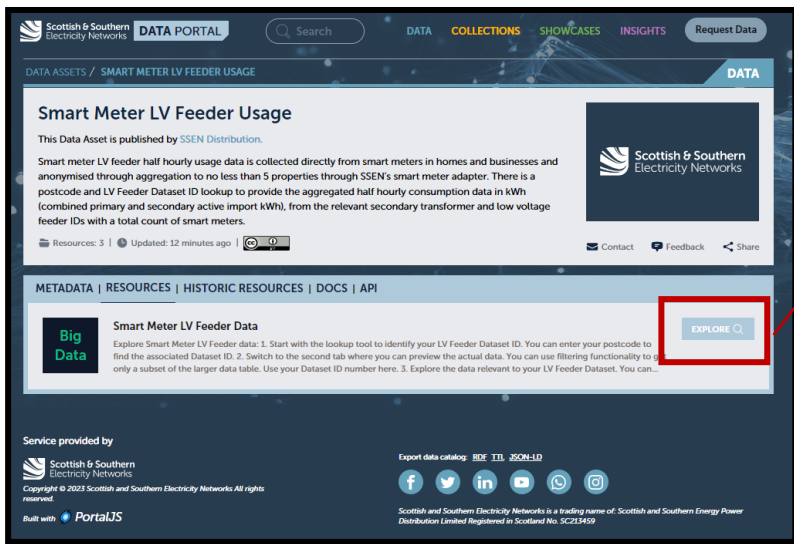 Scottish & Southern
Electricity Networks
DATA PORTAL
Search
DATA
COLLECTIONS
SHOWCASES
INSIGHTS
Request Data
DATA ASSETS / SMART METER LV FEEDER USAGE
DATA
Smart Meter LV Feeder Usage
This Data Asset is published by SSEN Distribution.
Smart meter LV feeder half hourly usage data is collected directly from smart meters in homes and businesses and
anonymised through aggregation to no less than 5 properties through SSEN's smart meter adapter. There is a
postcode and LV Feeder Dataset ID lookup to provide the aggregated half hourly consumption data in kWh
(combined primary and secondary active import kWh), from the relevant secondary transformer and low voltage
feeder IDs with a total count of smart meters.
Resources: 3 | Updated: 12 minutes ago |
Scottish & Southern
Electricity Networks
Contact
Feedback
Share
METADATA | RESOURCES | HISTORIC RESOURCES | DOCS | API
Big
Data
Smart Meter LV Feeder Data
Explore Smart Meter LV Feeder data: 1. Start with the lookup tool to identify your LV Feeder Dataset ID. You can enter your postcode to
find the associated Dataset ID. 2. Switch to the second tab where you can preview the actual data. You can use filtering functionality to
only a subset of the larger data table. Use your Dataset ID number here. 3. Explore the data relevant to your LV Feeder Dataset. You can...
EXPLORE
Service provided by
Scottish & Southern
Electricity Networks
Copyright © 2023 Scottish and Southern Electricity Networks All rights
reserved.
Built with PortalJS
Export data catalog: RDF TTL JSON-LD
Scottish and Southern Electricity Networks is a trading name of: Scottish and Southern Energy Power
Distribution Limited Registered in Scotland No. SC213459